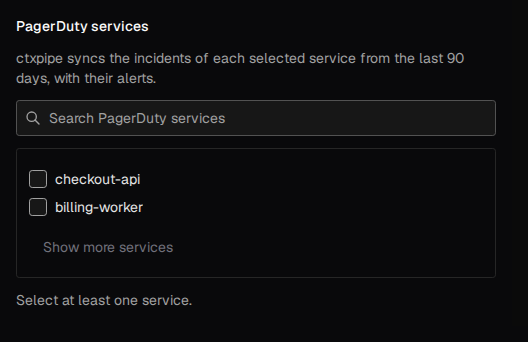 PagerDuty services
ctxpipe syncs the incidents of each selected service from the last 90
days, with their alerts.
Search PagerDuty services
checkout-api
billing-worker
Show more services
Select at least one service.